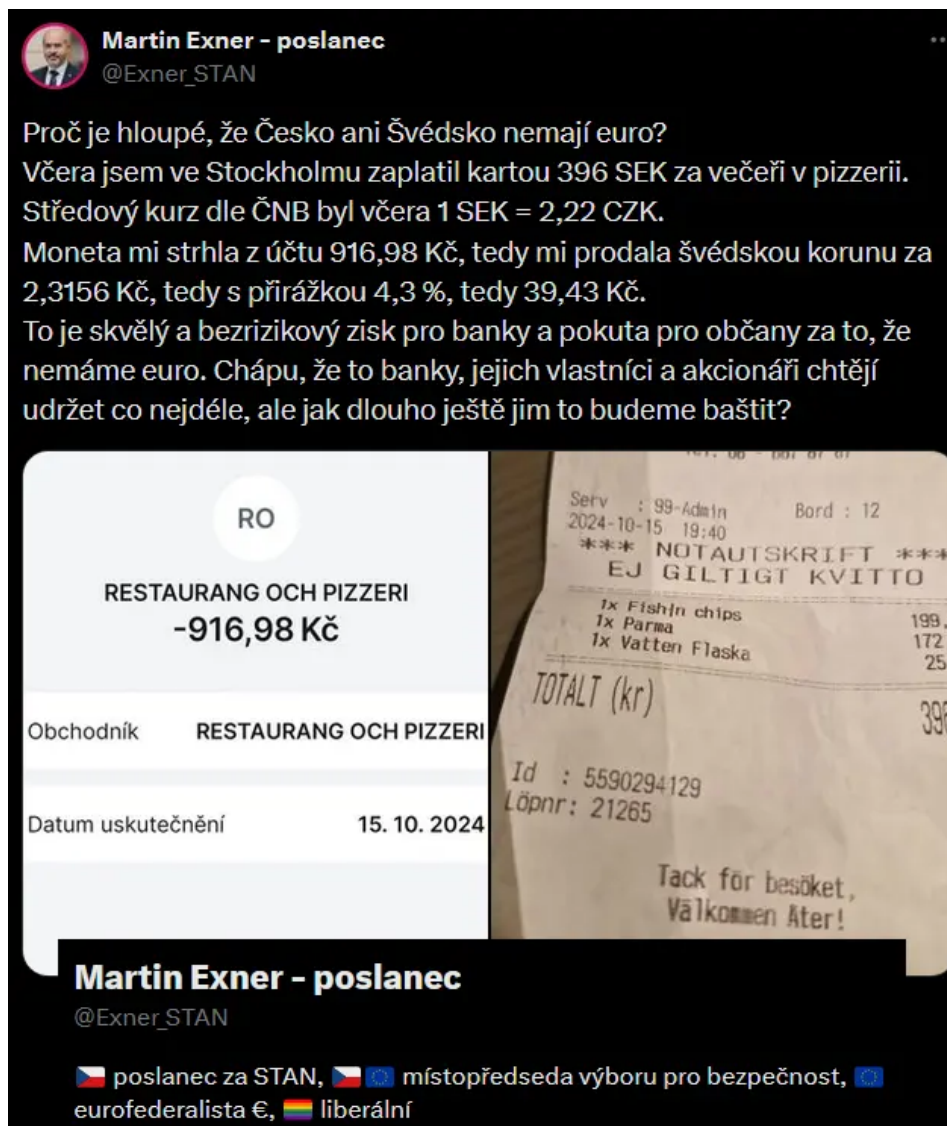 Martin Exner – poslanec
@Exner_STAN
Proč je hloupé, že Česko ani Švédsko nemají euro?
Včera jsem ve Stockholmu zaplatil kartou 396 SEK za večeři v pizzerii.
Středový kurz dle ČNB byl včera 1 SEK = 2,22 CZK.
Moneta mi strhla z účtu 916,98 Kč, tedy mi prodala švédskou korunu za
2,3156 Kč, tedy s přirážkou 4,3 %, tedy 39,43 Kč.
To je skvělý a bezrizikový zisk pro banky a pokuta pro občany za to, že
nemáme euro. Chápu, že to banky, jejich vlastníci a akcionáři chtějí
udržet co nejdéle, ale jak dlouho ještě jim to budeme baštit?
RO
RESTAURANG OCH PIZZERI
-916,98 Kč
Obchodník RESTAURANG OCH PIZZERI
Datum uskutečnění 15. 10. 2024
Serv : 99-Admin Bord : 12
2024-10-15 19:40
*** NOTAUTSKRIFT ***
EJ GILTIGT KVITTO
1x Fishin chips 199.
1x Parma 172
1x Vatten Flaska 25
TOTALT (kr) 396
Id : 5590294129
Löpnr: 21265
Tack för besöket,
Välkommen Åter!
Martin Exner – poslanec
@Exner_STAN
🇨🇿 poslanec za STAN, 🇨🇿🇪🇺 místopředseda výboru pro bezpečnost, 🇪🇺
eurofederalista €, 🏳️‍🌈 liberální